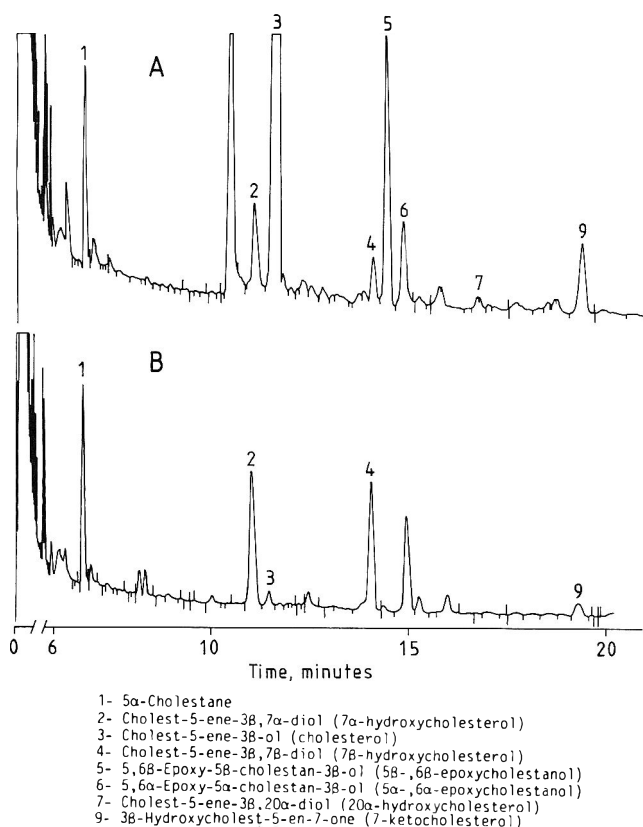 3
5
1
A
2
6
4
9
7
B
1
2
4
3
9
0 6 10 15 20
Time, minutes
1- 5α-Cholestane
2- Cholest-5-ene-3β,7α-diol (7α-hydroxycholesterol)
3- Cholest-5-ene-3β-ol (cholesterol)
4- Cholest-5-ene-3β,7β-diol (7β-hydroxycholesterol)
5- 5,6β-Epoxy-5β-cholestan-3β-ol (5β-,6β-epoxycholestanol)
6- 5,6α-Epoxy-5α-cholestan-3β-ol (5α-,6α-epoxycholestanol)
7- Cholest-5-ene-3β,20α-diol (20α-hydroxycholesterol)
9- 3β-Hydroxycholest-5-en-7-one (7-ketocholesterol)